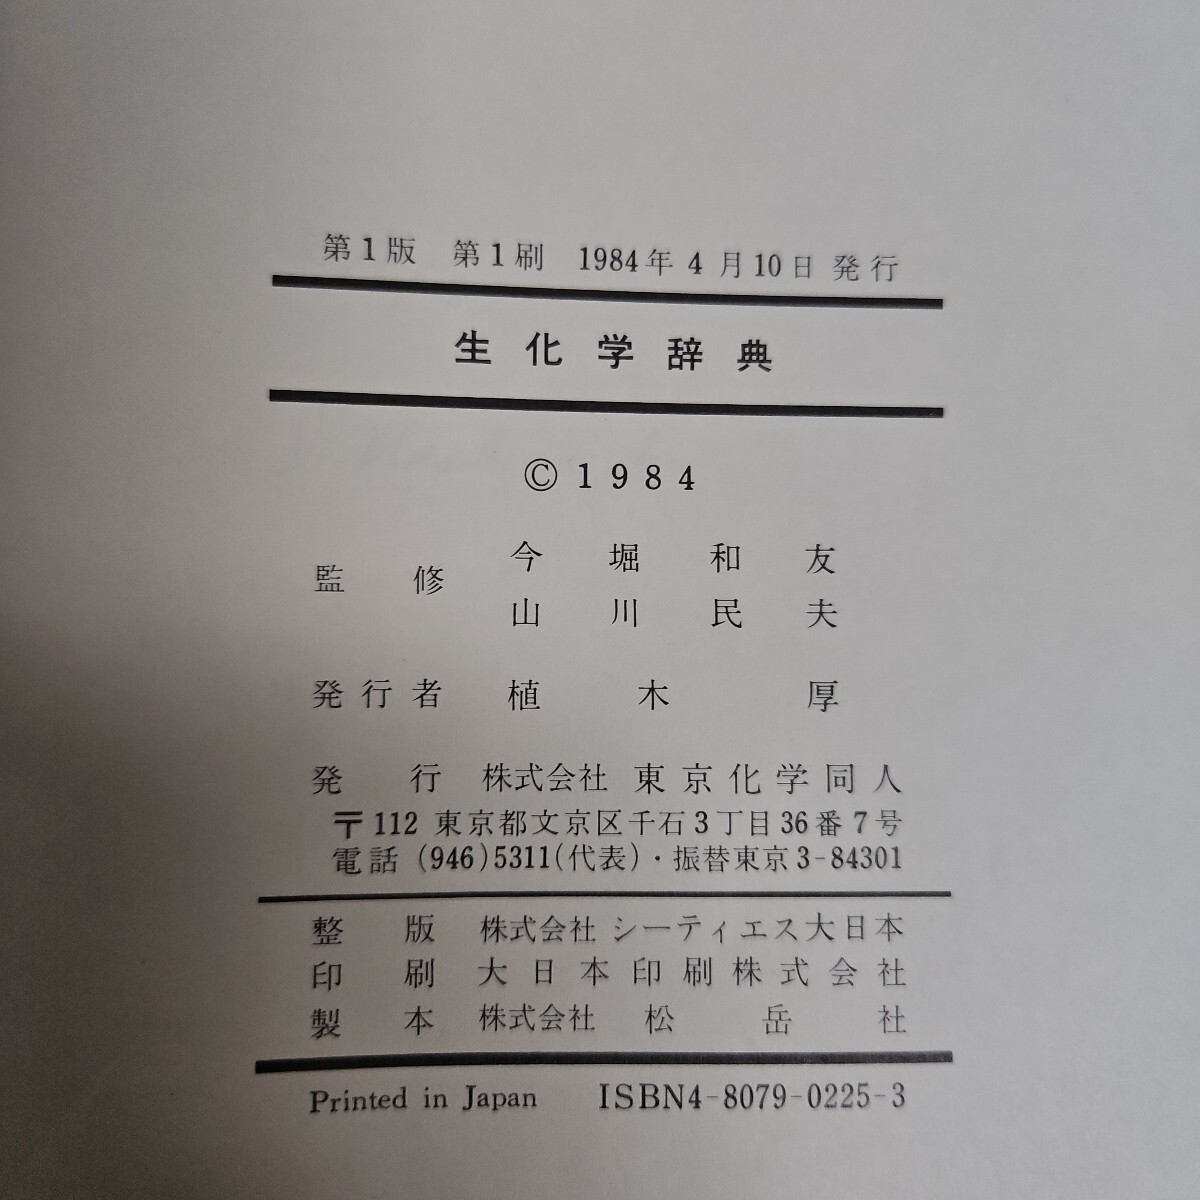 第1版 第1刷 1984年4月10日 発行
生化学辞典
© 1984
監修 今堀和友
山川民夫
発行者 植木厚
発行 株式会社 東京化学同人
〒112 東京都文京区千石3丁目36番7号
電話 (946)5311(代表)・振替東京3-84301
整版 株式会社 シーティエス大日本
印刷 大日本印刷株式会社
製本 株式会社 松岳社
Printed in Japan ISBN4-8079-0225-3